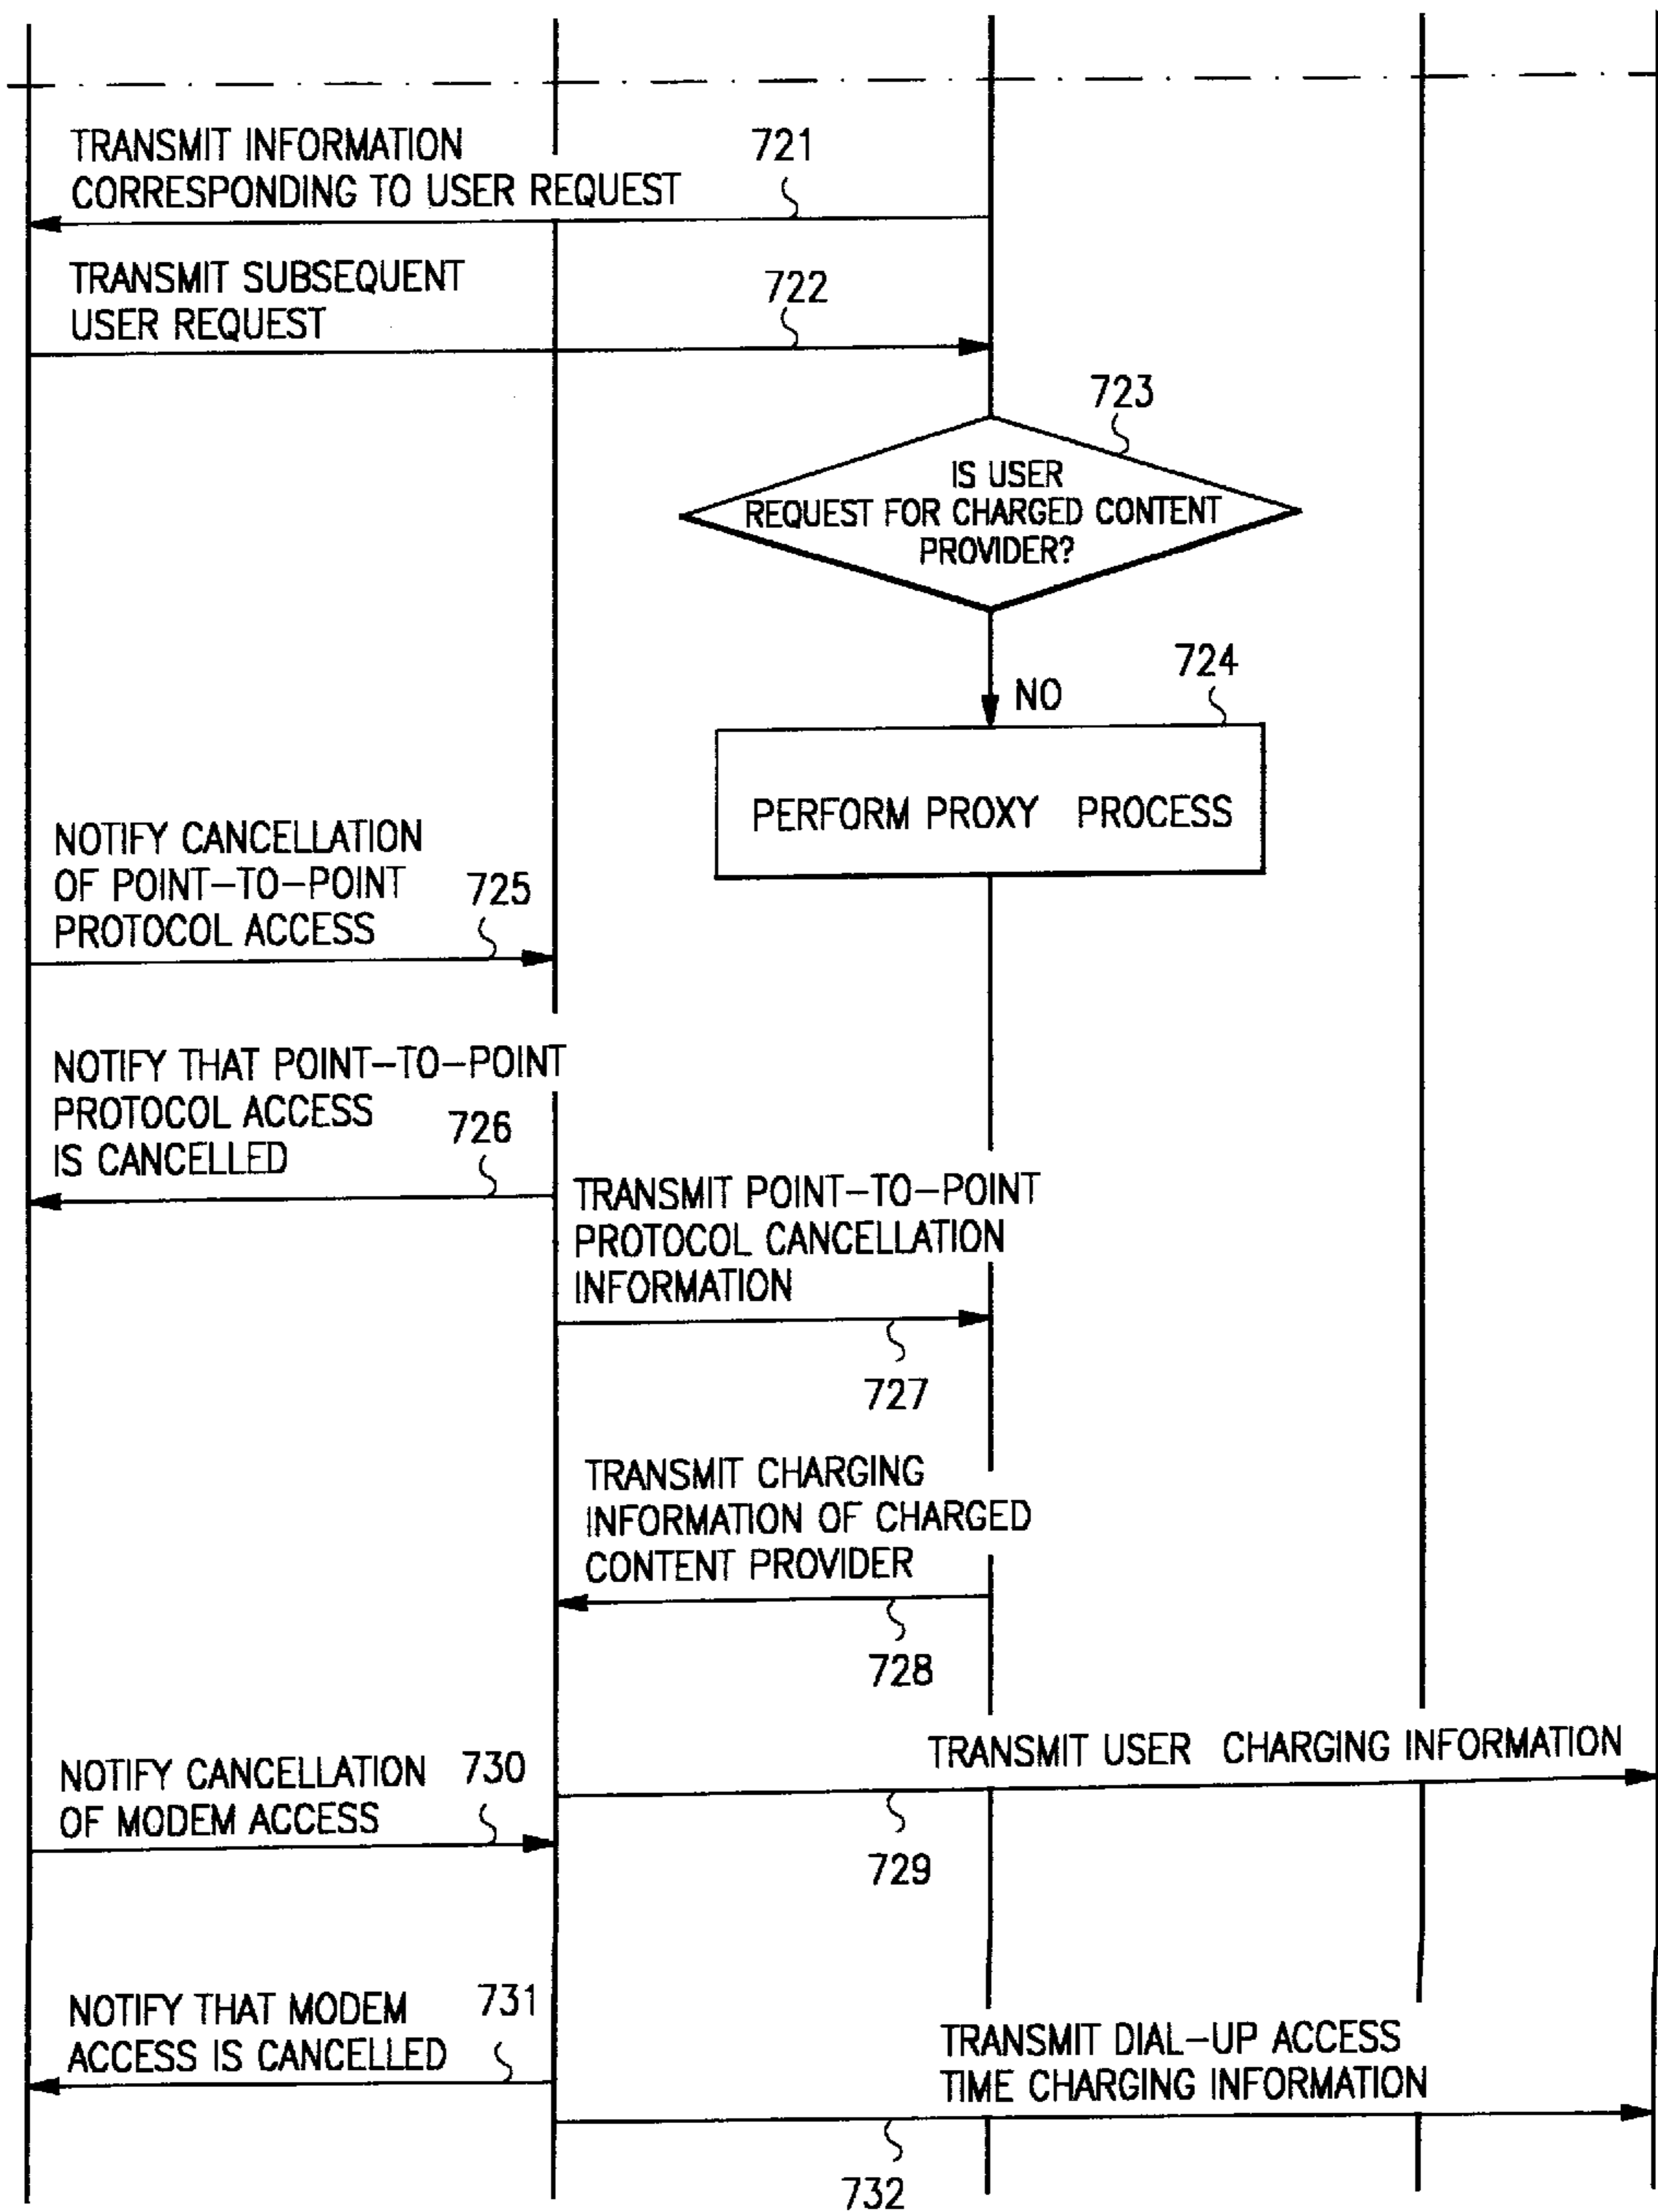 TRANSMIT INFORMATION
CORRESPONDING TO USER REQUEST
721
TRANSMIT SUBSEQUENT
USER REQUEST
722
723
IS USER
REQUEST FOR CHARGED CONTENT
PROVIDER?
NO
724
PERFORM PROXY PROCESS
NOTIFY CANCELLATION
OF POINT-TO-POINT
PROTOCOL ACCESS
725
NOTIFY THAT POINT-TO-POINT
PROTOCOL ACCESS
IS CANCELLED
726
TRANSMIT POINT-TO-POINT
PROTOCOL CANCELLATION
INFORMATION
727
TRANSMIT CHARGING
INFORMATION OF CHARGED
CONTENT PROVIDER
728
TRANSMIT USER CHARGING INFORMATION
729
NOTIFY CANCELLATION
OF MODEM ACCESS
730
NOTIFY THAT MODEM
ACCESS IS CANCELLED
731
TRANSMIT DIAL-UP ACCESS
TIME CHARGING INFORMATION
732